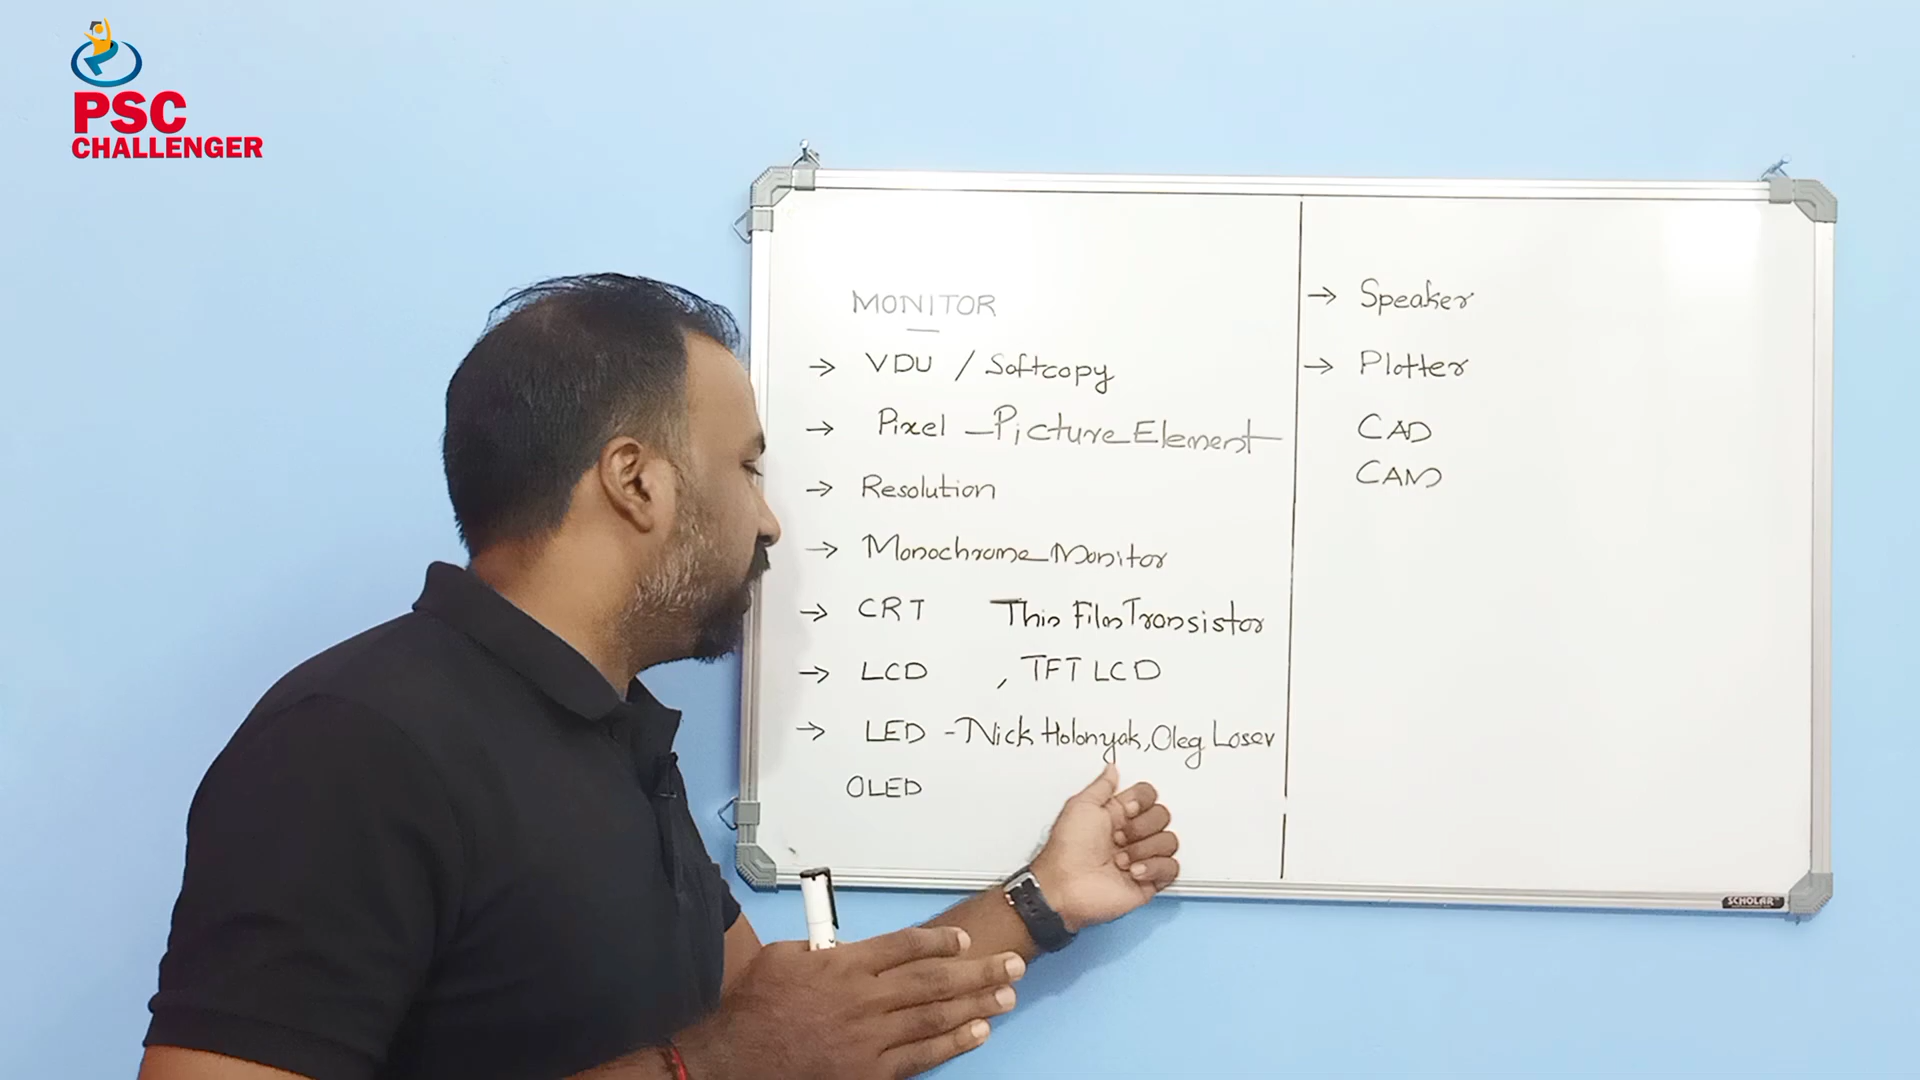 PSC
CHALLENGER
MONITOR
→ VDU / Softcopy
→ Pixel - Picture Element
→ Resolution
→ Monochrome Monitor
→ CRT Thin Film Transistor
→ LCD , TFT LCD
→ LED - Nick Holonyak, Oleg Losev
OLED
→ Speaker
→ Plotter
CAD
CAM
SCHOLAR